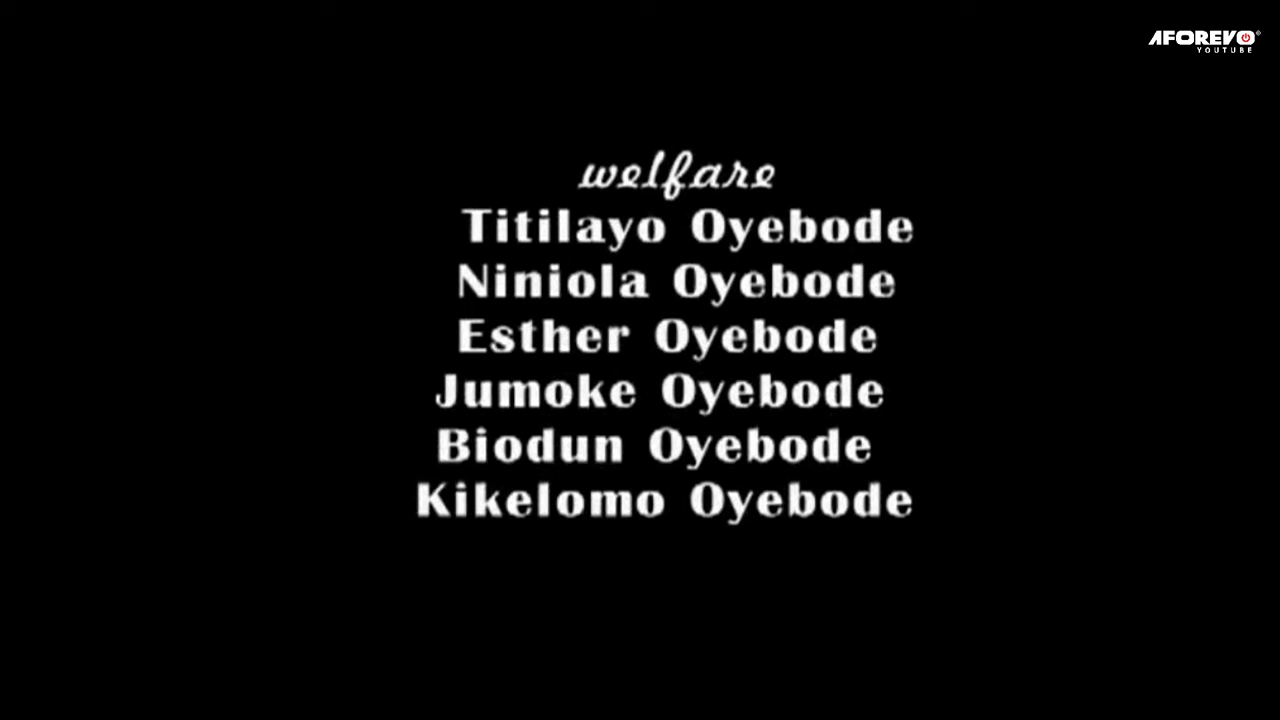 AFOREVO
YOUTUBE
welfare
Titilayo Oyebode
Niniola Oyebode
Esther Oyebode
Jumoke Oyebode
Biodun Oyebode
Kikelomo Oyebode